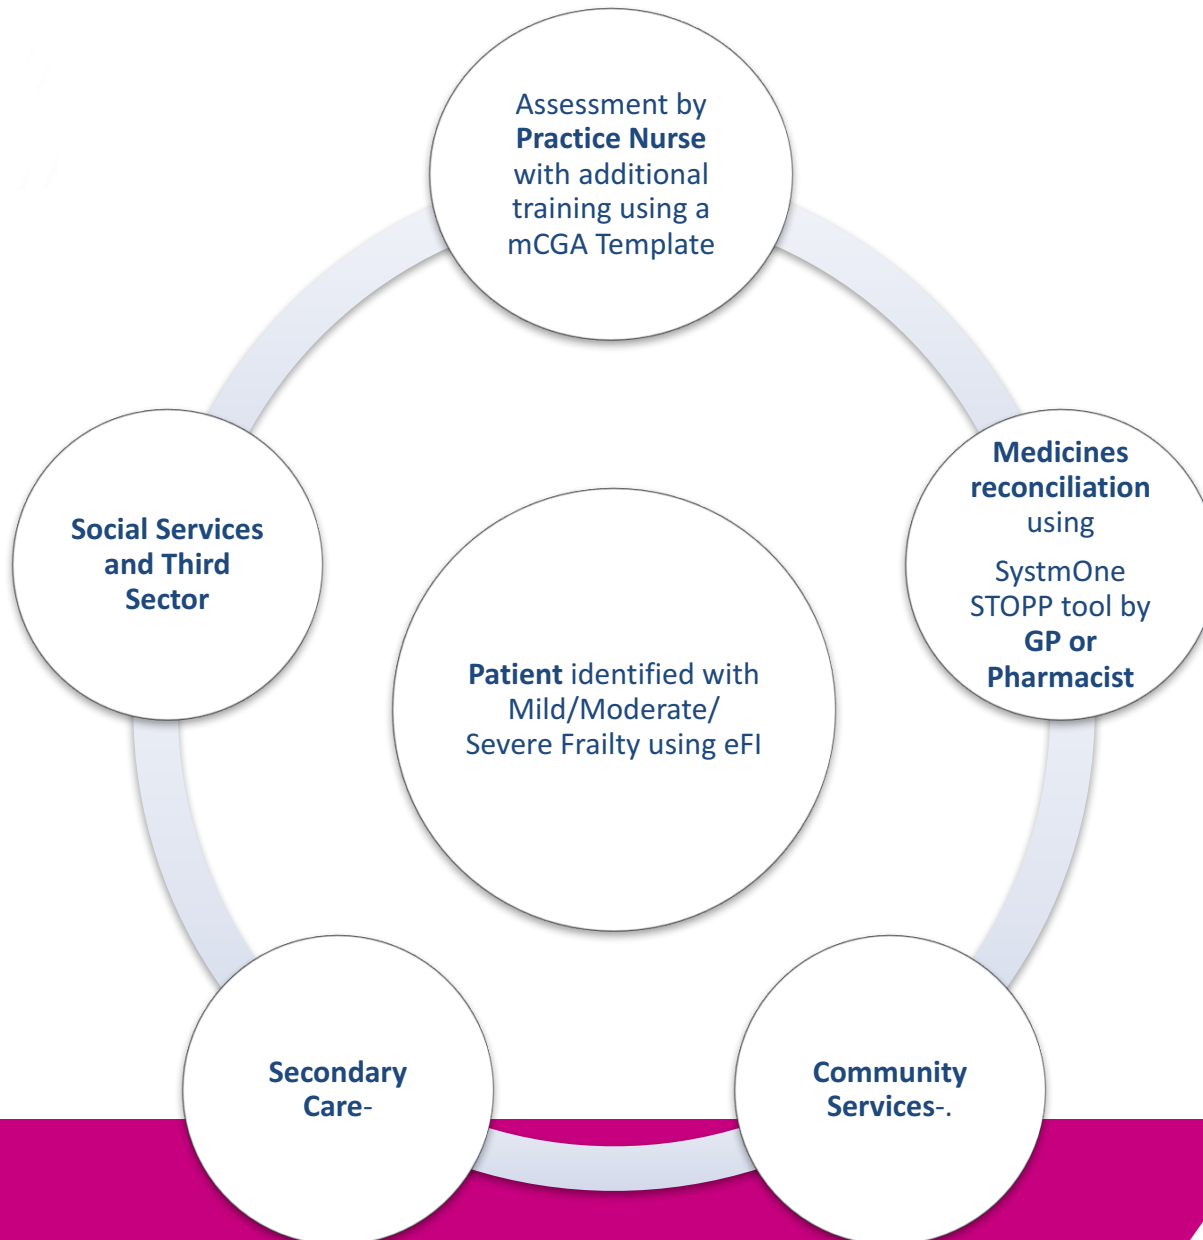 Assessment by
Practice Nurse
with additional
training using a
mCGA Template
Medicines
reconciliation
using
SystmOne
STOPP tool by
GP or
Pharmacist
Social Services
and Third
Sector
Patient identified with
Mild/Moderate/
Severe Frailty using eFI
Secondary
Care-
Community
Services-.